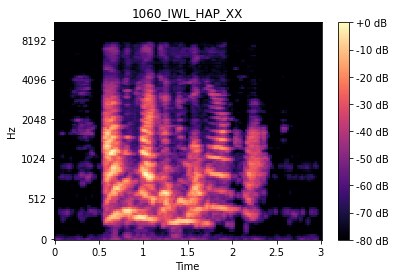 1060_IWL_HAP_XX
+0 dB
8192
-10 dB
4096
-20 dB
-30 dB
2048
-40 dB
Hz
1024
-50 dB
512
-60 dB
-70 dB
0
-80 dB
0 0.5 1 1.5 2 2.5 3
Time